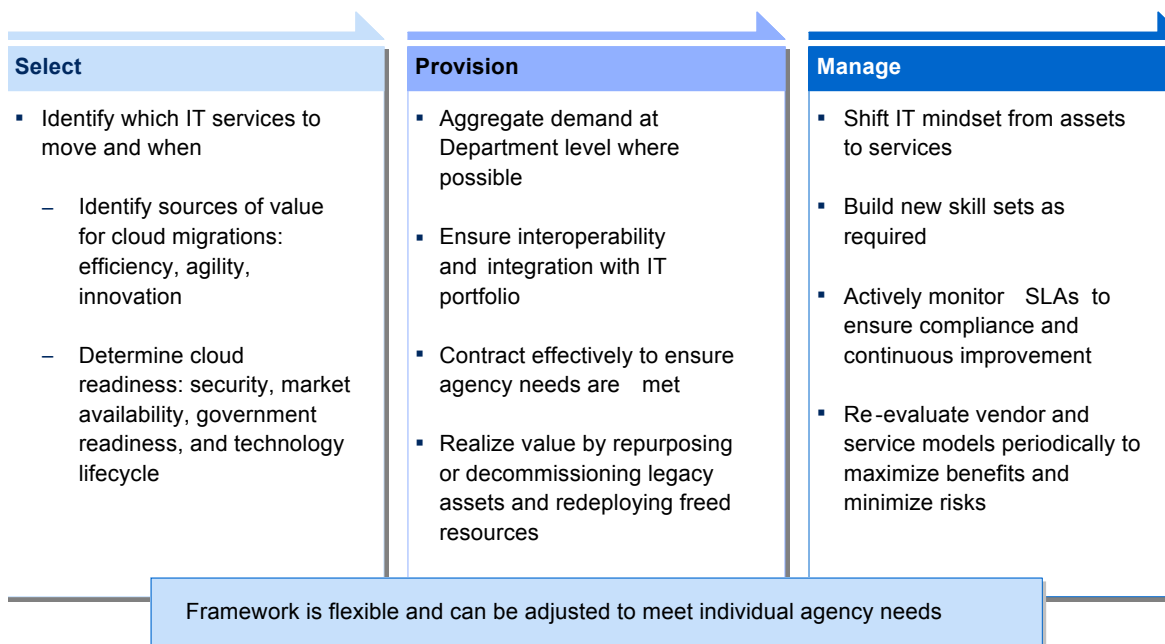 Select
▪ Identify which IT services to
move and when
– Identify sources of value
for cloud migrations:
efficiency, agility,
innovation
– Determine cloud
readiness: security, market
availability, government
readiness, and technology
lifecycle
Provision
▪ Aggregate demand at
Department level where
possible
▪ Ensure interoperability
and integration with IT
portfolio
▪ Contract effectively to ensure
agency needs are met
▪ Realize value by repurposing
or decommissioning legacy
assets and redeploying freed
resources
Manage
▪ Shift IT mindset from assets
to services
▪ Build new skill sets as
required
▪ Actively monitor SLAs to
ensure compliance and
continuous improvement
▪ Re-evaluate vendor and
service models periodically to
maximize benefits and
minimize risks
Framework is flexible and can be adjusted to meet individual agency needs